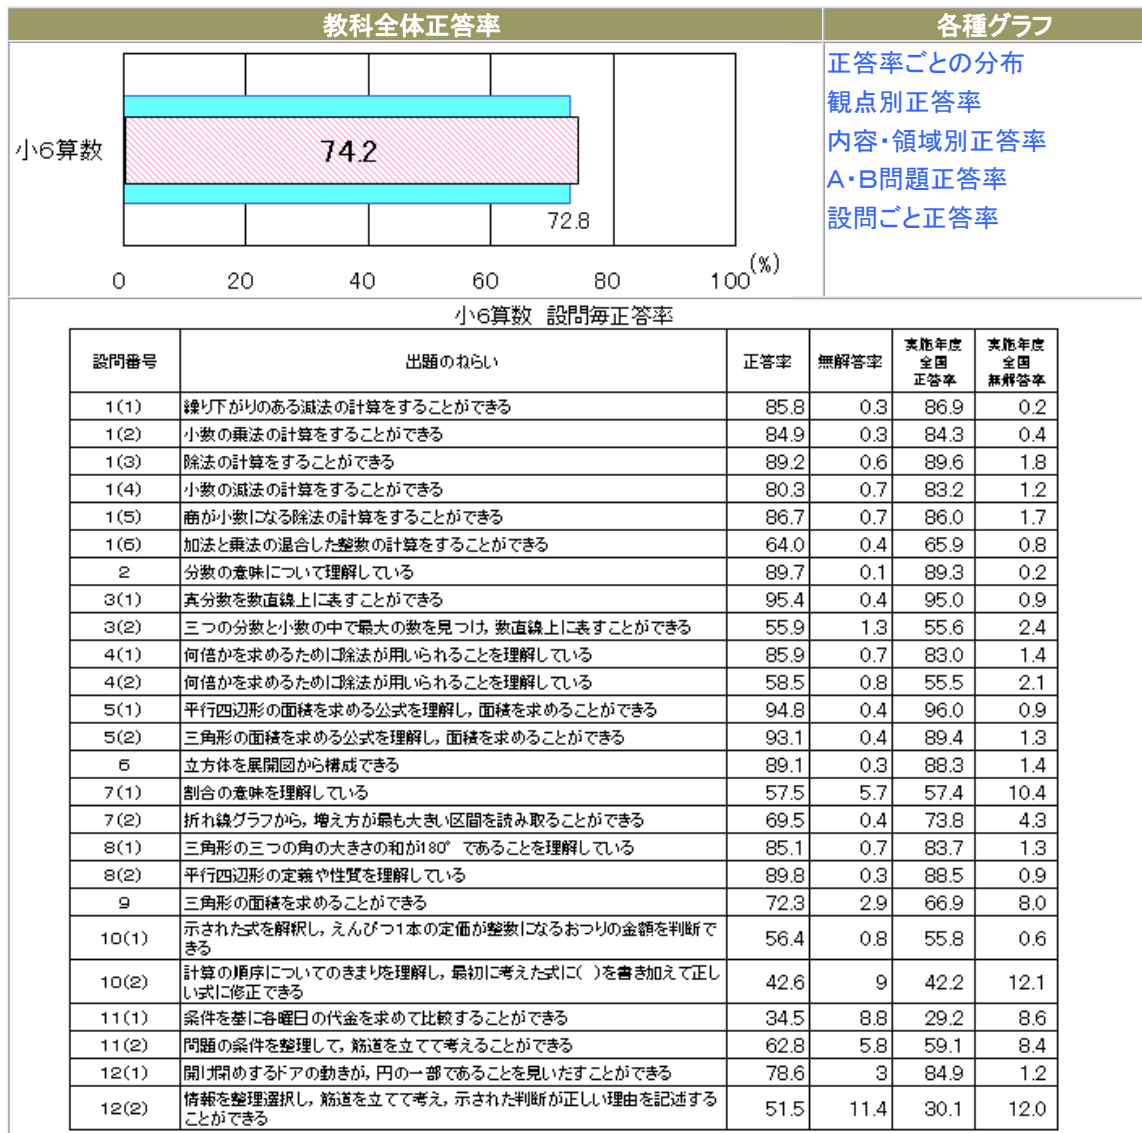 教科全体正答率
各種グラフ
小6算数
74.2
72.8
0 20 40 60 80 100 (%)
正答率ごとの分布
観点別正答率
内容・領域別正答率
A・B問題正答率
設問ごと正答率
小6算数 設問毎正答率
設問番号 出題のねらい 正答率 無解答率 実施年度全国正答率 実施年度全国無解答率
1(1) 繰り下がりのある減法の計算をすることができる 85.8 0.3 86.9 0.2
1(2) 小数の乗法の計算をすることができる 84.9 0.3 84.3 0.4
1(3) 除法の計算をすることができる 89.2 0.6 89.6 1.8
1(4) 小数の減法の計算をすることができる 80.3 0.7 83.2 1.2
1(5) 商が小数になる除法の計算をすることができる 86.7 0.7 86.0 1.7
1(6) 加法と乗法の混合した整数の計算をすることができる 64.0 0.4 65.9 0.8
2 分数の意味について理解している 89.7 0.1 89.3 0.2
3(1) 真分数を数直線上に表すことができる 95.4 0.4 95.0 0.9
3(2) 三つの分数と小数の中で最大の数を見つけ，数直線上に表すことができる 55.9 1.3 55.6 2.4
4(1) 何倍かを求めるために除法が用いられることを理解している 85.9 0.7 83.0 1.4
4(2) 何倍かを求めるために除法が用いられることを理解している 58.5 0.8 55.5 2.1
5(1) 平行四辺形の面積を求める公式を理解し，面積を求めることができる 94.8 0.4 96.0 0.9
5(2) 三角形の面積を求める公式を理解し，面積を求めることができる 93.1 0.4 89.4 1.3
6 立方体を展開図から構成できる 89.1 0.3 88.3 1.4
7(1) 割合の意味を理解している 57.5 5.7 57.4 10.4
7(2) 折れ線グラフから，増え方が最も大きい区間を読み取ることができる 69.5 0.4 73.8 4.3
8(1) 三角形の三つの角の大きさの和が180°であることを理解している 85.1 0.7 83.7 1.3
8(2) 平行四辺形の定義や性質を理解している 89.8 0.3 88.5 0.9
9 三角形の面積を求めることができる 72.3 2.9 66.9 8.0
10(1) 示された式を解釈し，えんぴつ1本の定価が整数になるおつりの金額を判断で
きる 56.4 0.8 55.8 0.6
10(2) 計算の順序についてのきまりを理解し，最初に考えた式に( )を書き加えて正し
い式に修正できる 42.6 9 42.2 12.1
11(1) 条件を基に各曜日の代金を求めて比較することができる 34.5 8.8 29.2 8.6
11(2) 問題の条件を整理して，筋道を立てて考えることができる 62.8 5.8 59.1 8.4
12(1) 開け閉めするドアの動きが，円の一部であることを見いだすことができる 78.6 3 84.9 1.2
12(2) 情報を整理選択し，筋道を立てて考え，示された判断が正しい理由を記述する
ことができる 51.5 11.4 30.1 12.0